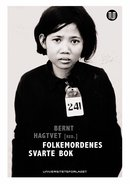 BERNT
HAGTVET [RED.]
FOLKEMORDENES
SVARTE BOK
241
UNIVERSITETSFORLAGET